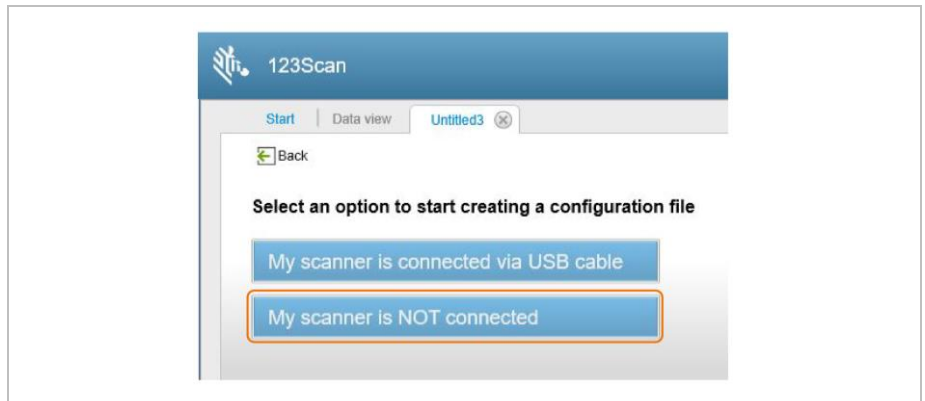 123Scan
Start Data view Untitled3
Back
Select an option to start creating a configuration file
My scanner is connected via USB cable
My scanner is NOT connected